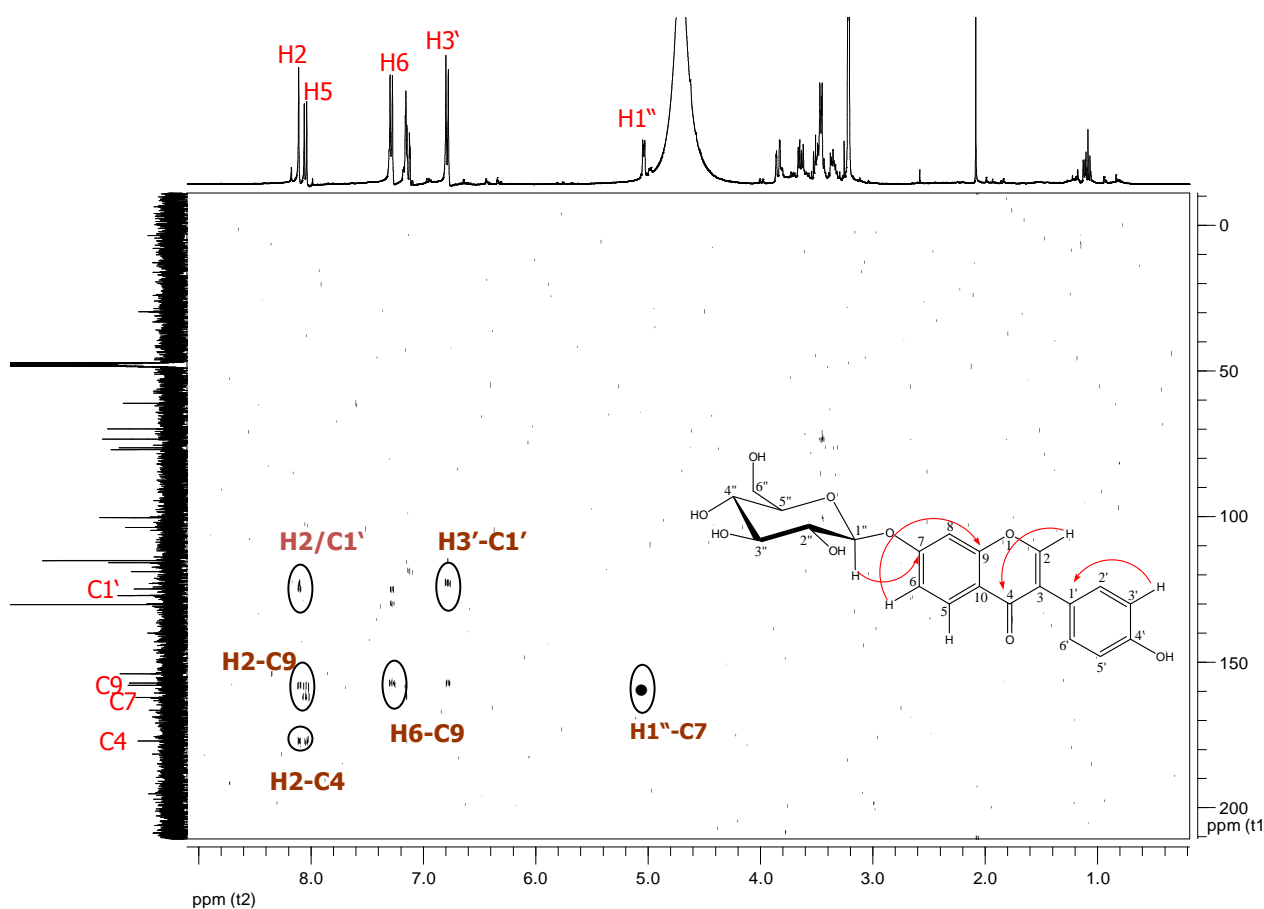 H2
H5
H6
H3‘
H1“
0
50
100
150
200
ppm (t1
C1‘
C9
C7
C4
H2/C1‘
H3’-C1’
H2-C9
H6-C9
H1“-C7
H2-C4
OH
6"
4"
5"
O'
HO
HO
3"
2"
OH
1"
H
O
7
8
9
O
1
H
2
6
H
5
10
4
3
H
O
1'
2'
3'
H
4'
6'
5'
OH
8.0
7.0
6.0
5.0
4.0
3.0
2.0
1.0
ppm (t2)